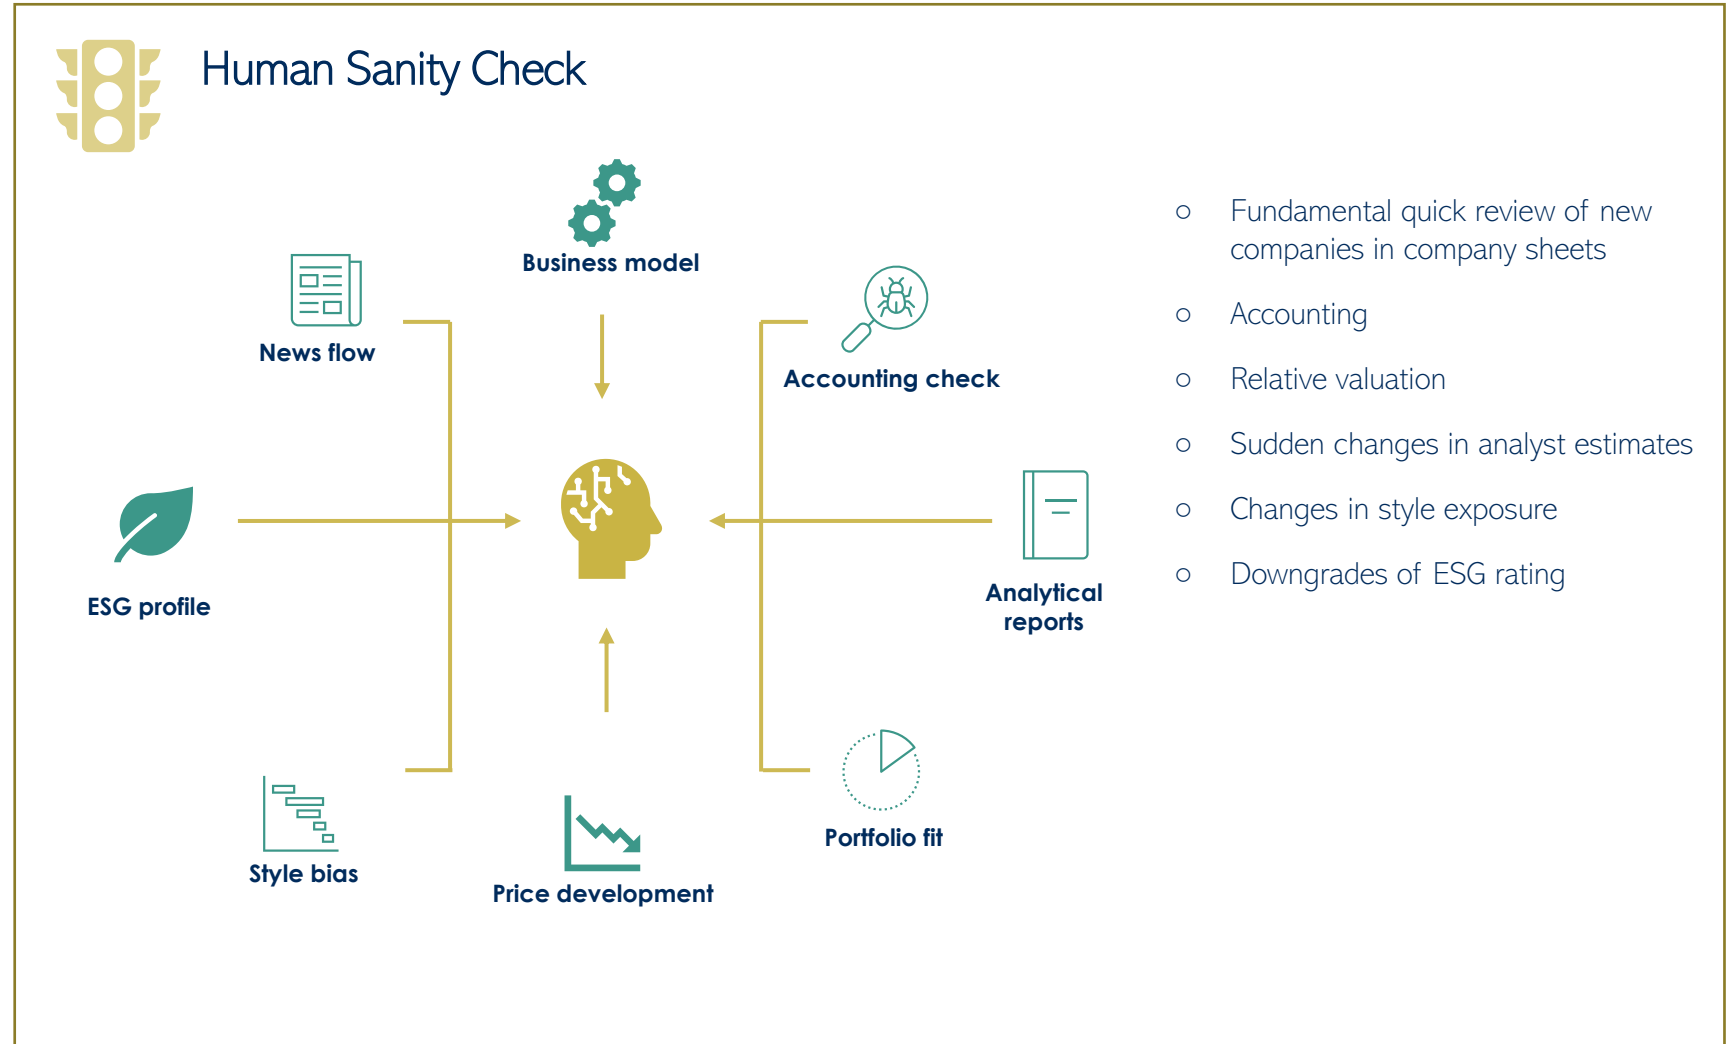 Human Sanity Check
Business model
News flow
Accounting check
ESG profile
Analytical
reports
Style bias
Price development
Portfolio fit
○ Fundamental quick review of new
companies in company sheets
○ Accounting
○ Relative valuation
○ Sudden changes in analyst estimates
○ Changes in style exposure
○ Downgrades of ESG rating